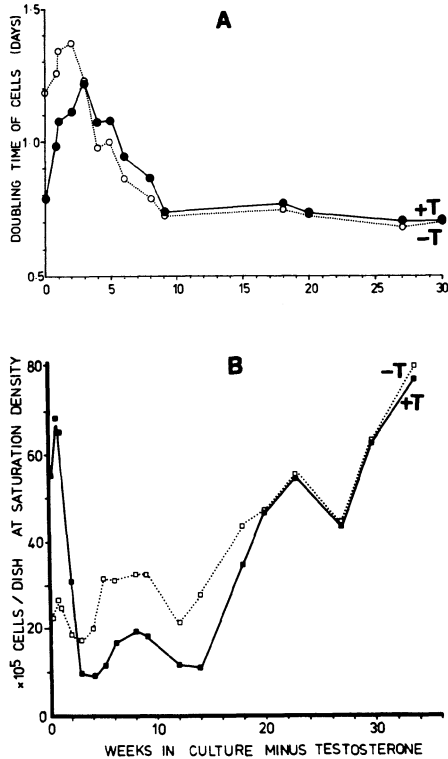 A
DOUBLING TIME OF CELLS (DAYS)
1·5
1·0
0·5
+T
-T
0 5 10 15 20 25 30
B
×10⁵ CELLS / DISH AT SATURATION DENSITY
80
60
40
20
0
-T
+T
0 10 20 30
WEEKS IN CULTURE MINUS TESTOSTERONE